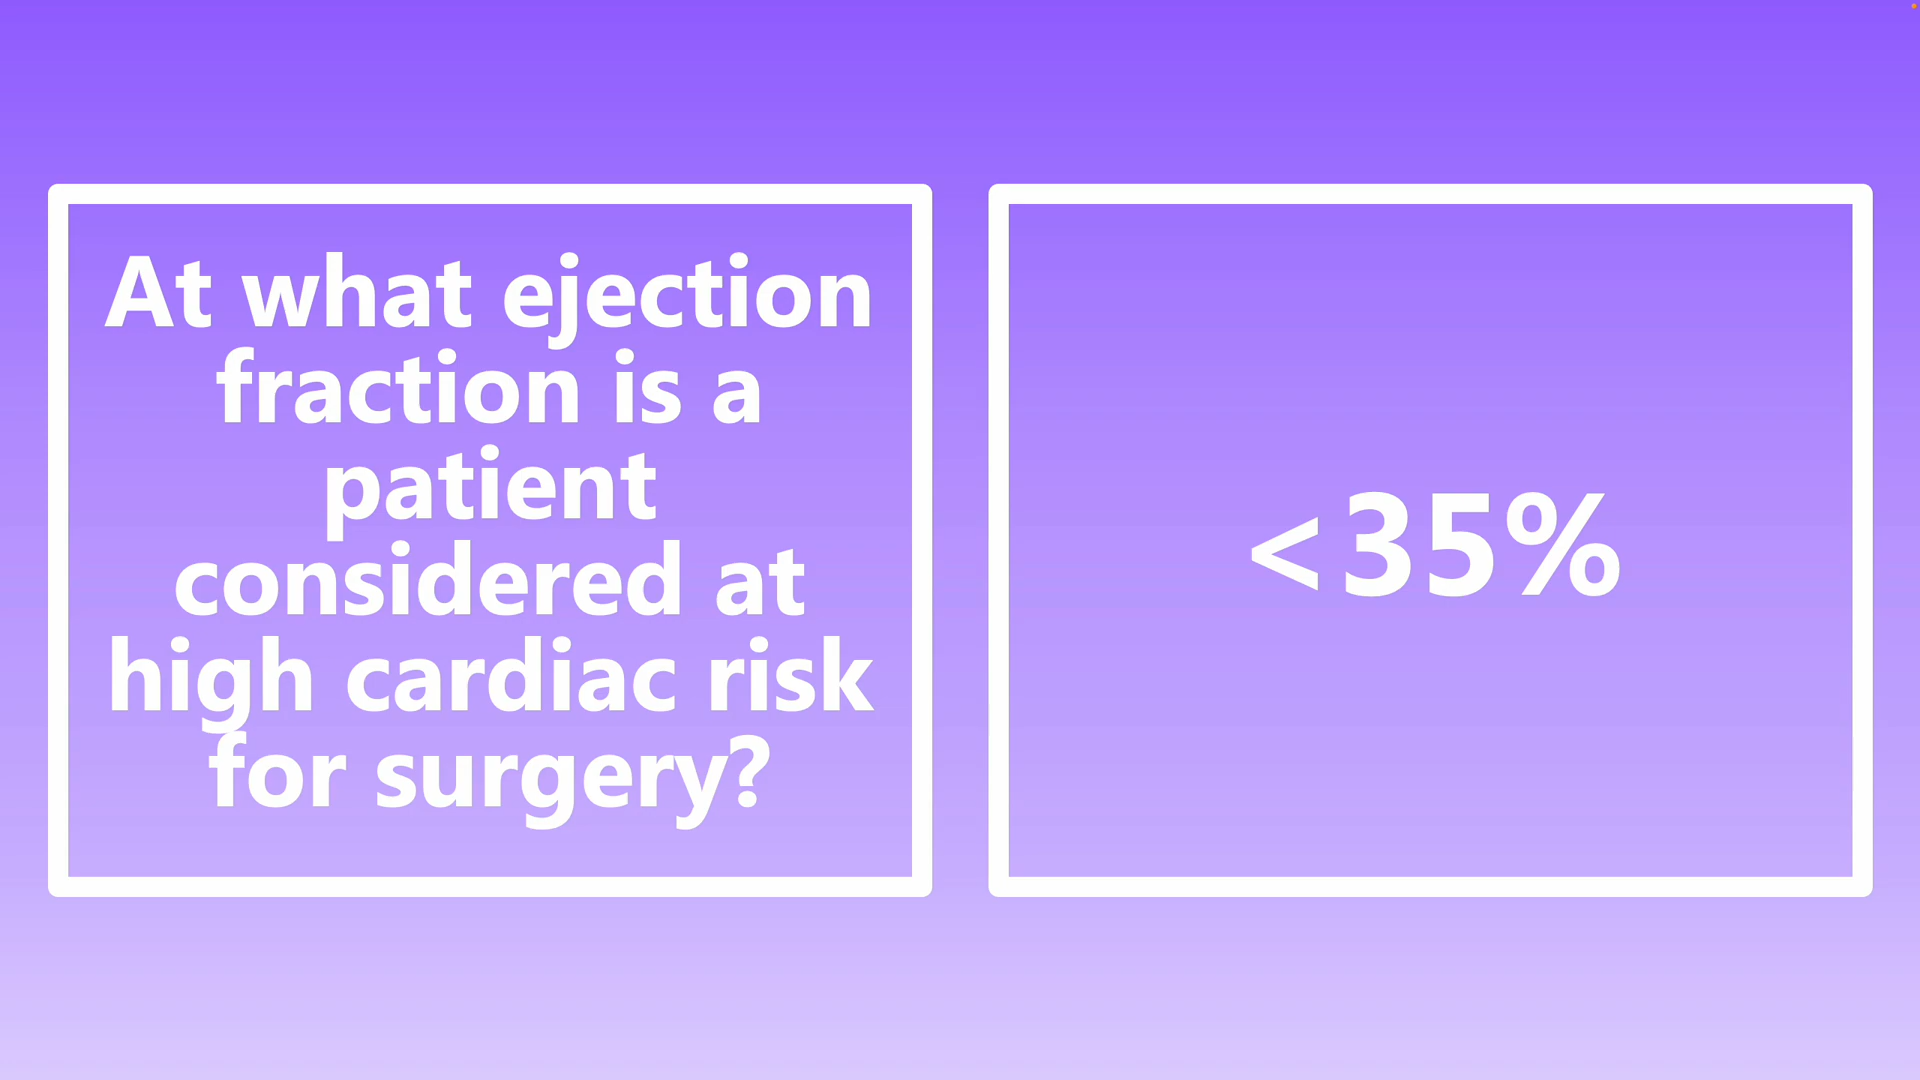 At what ejection
fraction is a
patient
considered at
high cardiac risk
for surgery?
<35%